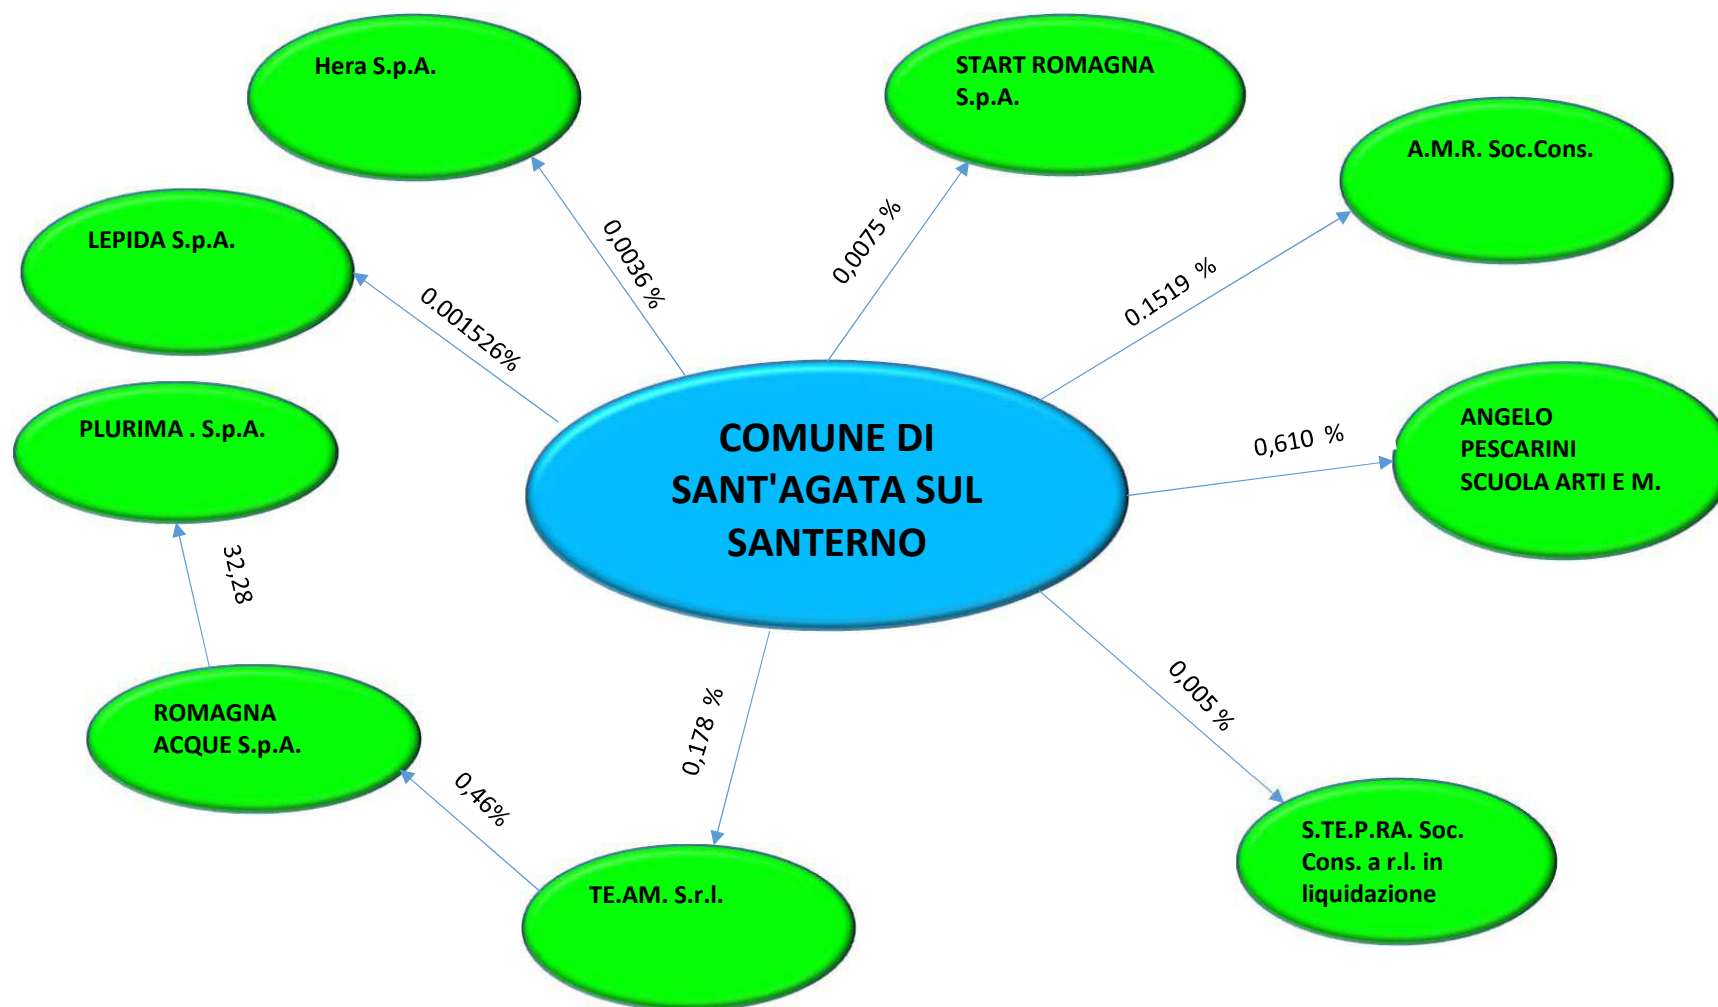 Hera S.p.A.
START ROMAGNA
S.p.A.
A.M.R. Soc.Cons.
LEPIDA S.p.A.
0,0036 %
0,0075 %
0.1519 %
0.001526%
PLURIMA . S.p.A.
COMUNE DI
SANT'AGATA SUL
SANTERNO
0,610 %
ANGELO
PESCARINI
SCUOLA ARTI E M.
32,28
ROMAGNA
ACQUE S.p.A.
0,46%
0,178 %
0,005 %
TE.AM. S.r.l.
S.TE.P.RA. Soc.
Cons. a r.l. in
liquidazione